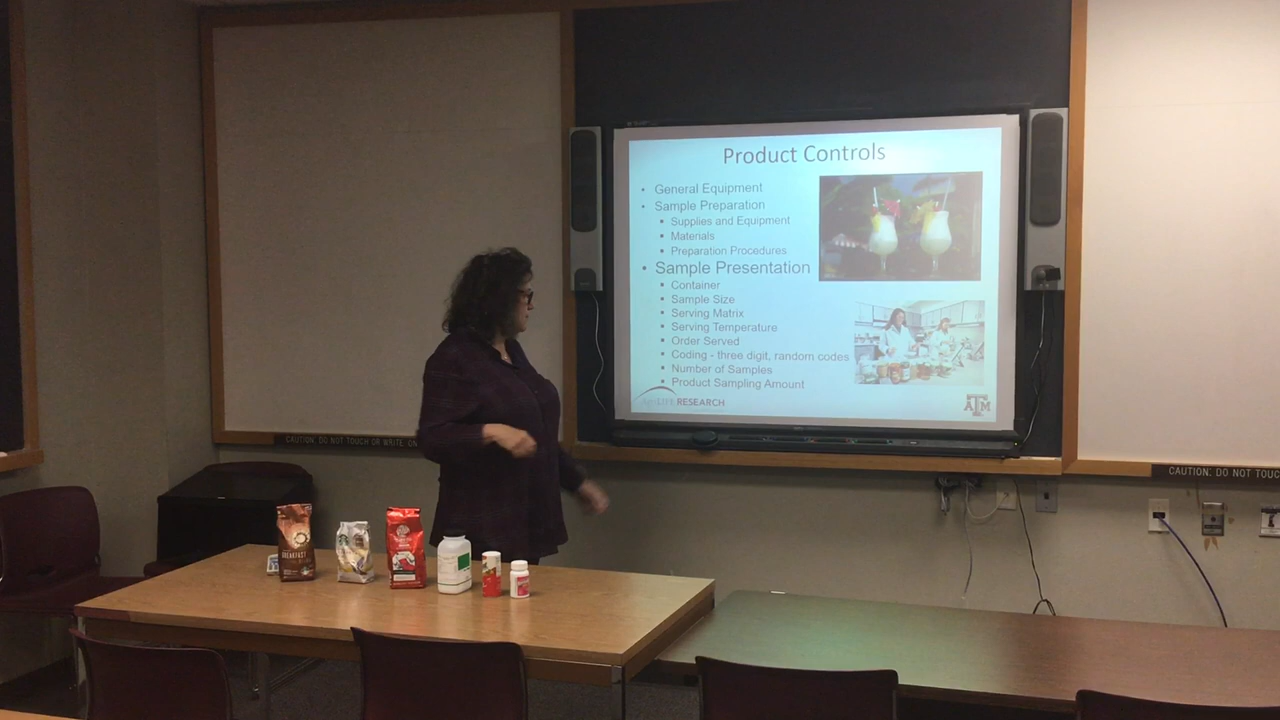 Product Controls
• General Equipment
• Sample Preparation
▪ Supplies and Equipment
▪ Materials
▪ Preparation Procedures
• Sample Presentation
▪ Container
▪ Sample Size
▪ Serving Matrix
▪ Serving Temperature
▪ Order Served
▪ Coding - three digit, random codes
▪ Number of Samples
▪ Product Sampling Amount
RESEARCH
ATM
CAUTION: DO NOT TOUCH OR WRITE ON
CAUTION: DO NOT TOUC
BREAKFAST